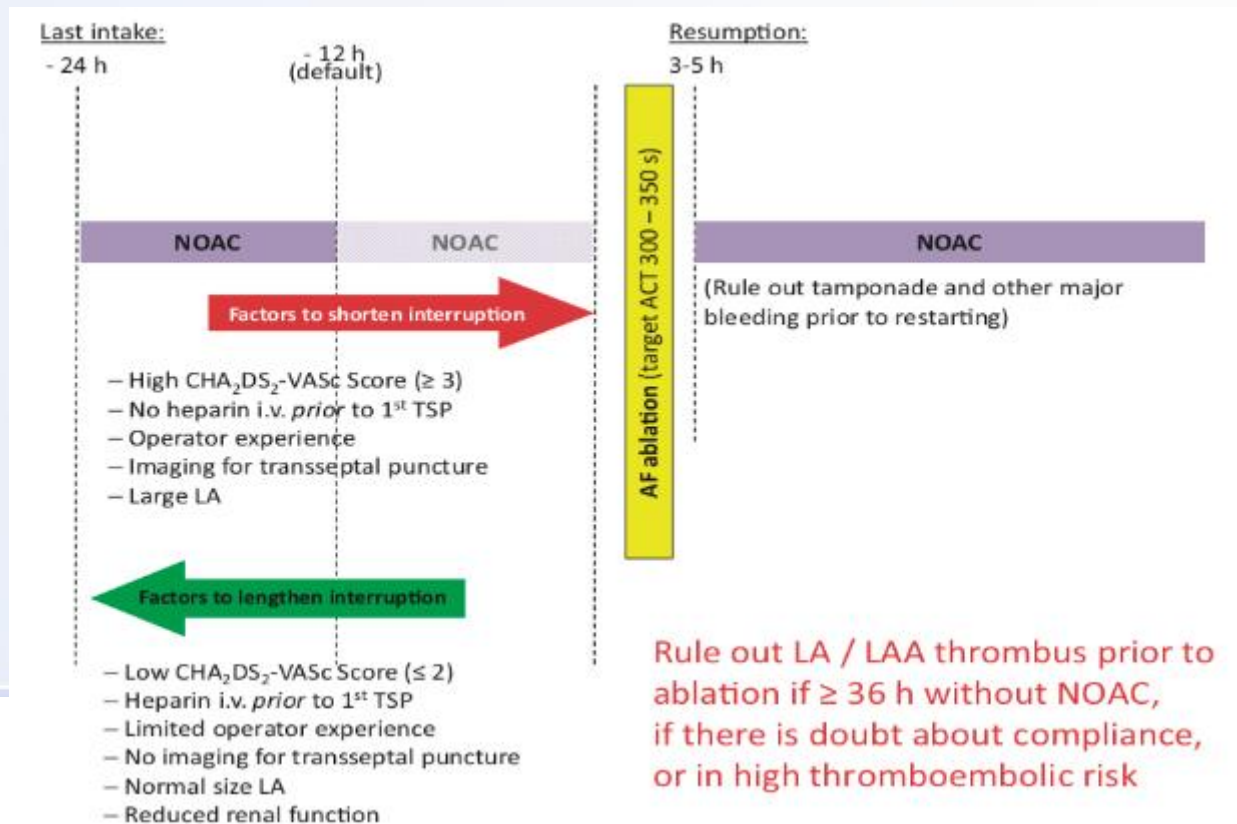 Last intake:
- 24 h
- 12 h
(default)
Resumption:
3-5 h
NOAC
NOAC
AF ablation (target ACT 300 – 350 s)
NOAC
Factors to shorten interruption
(Rule out tamponade and other major
bleeding prior to restarting)
– High CHA₂DS₂-VASc Score (≥ 3)
– No heparin i.v. prior to 1ˢᵗ TSP
– Operator experience
– Imaging for transseptal puncture
– Large LA
Factors to lengthen interruption
– Low CHA₂DS₂-VASc Score (≤ 2)
– Heparin i.v. prior to 1ˢᵗ TSP
– Limited operator experience
– No imaging for transseptal puncture
– Normal size LA
– Reduced renal function
Rule out LA / LAA thrombus prior to
ablation if ≥ 36 h without NOAC,
if there is doubt about compliance,
or in high thromboembolic risk